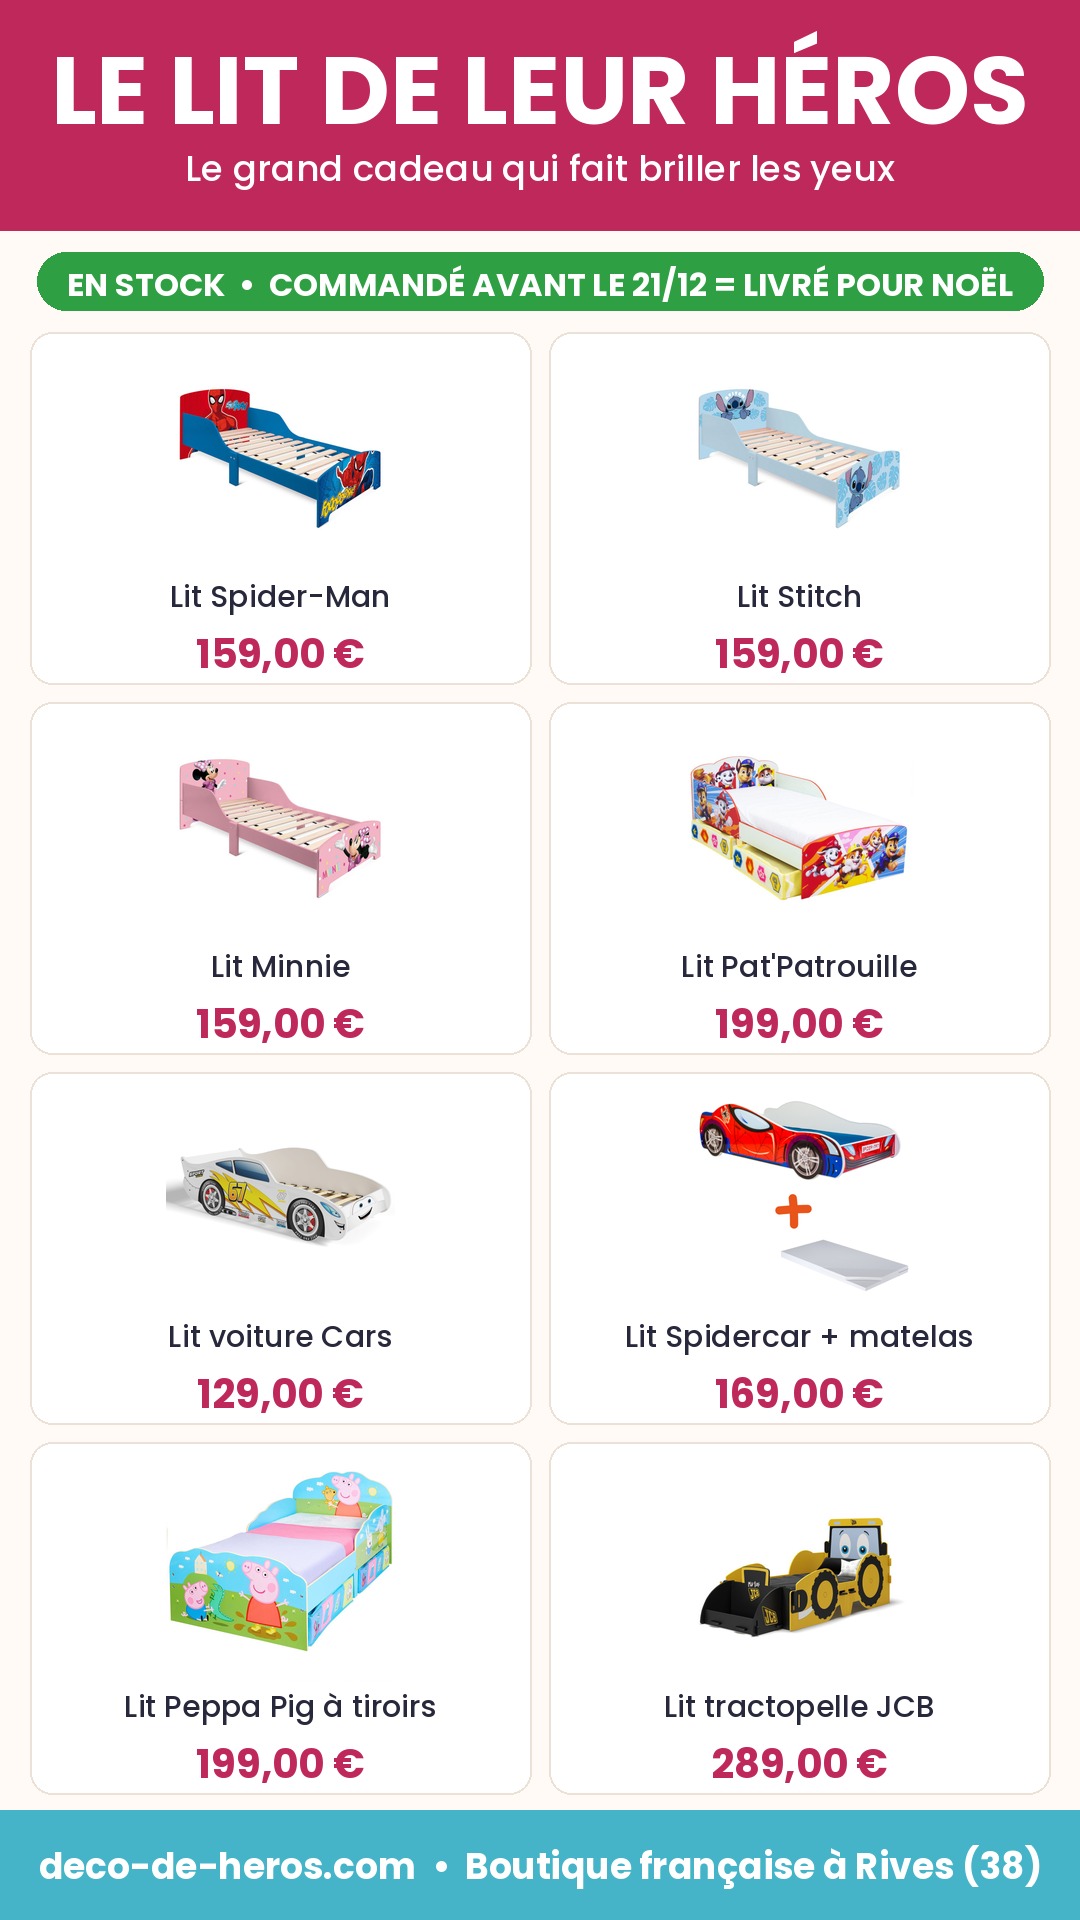 LE LIT DE LEUR HÉROS
Le grand cadeau qui fait briller les yeux
EN STOCK • COMMANDÉ AVANT LE 21/12 = LIVRÉ POUR NOËL
Lit Spider-Man
159,00 €
Lit Stitch
159,00 €
Lit Minnie
159,00 €
Lit Pat'Patrouille
199,00 €
67
Lit voiture Cars
129,00 €
+
Lit Spidercar + matelas
169,00 €
Lit Peppa Pig à tiroirs
199,00 €
JCB
Lit tractopelle JCB
289,00 €
deco-de-heros.com • Boutique française à Rives (38)